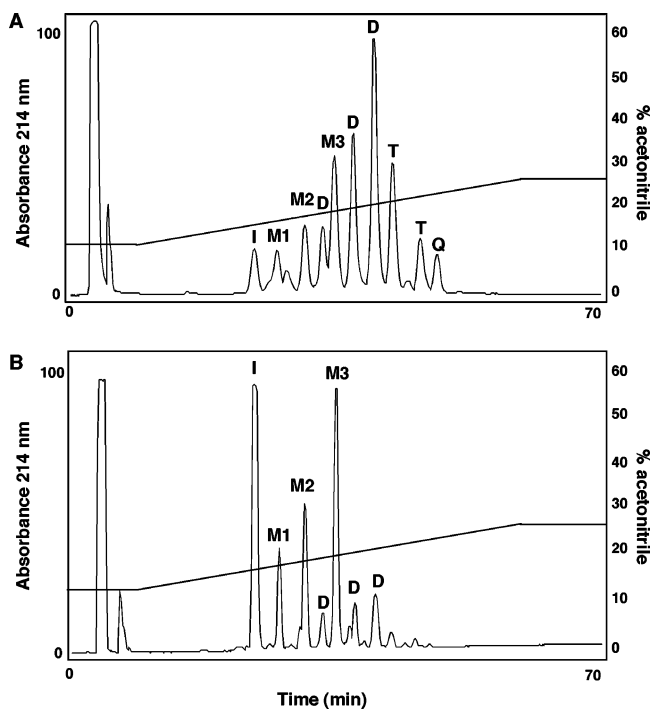 A
100
Absorbance 214 nm
0
I
M1
M2
D
M3
D
D
T
T
Q
60
50
40
30
20
10
0
% acetonitrile
0
70
B
100
Absorbance 214 nm
0
I
M1
M2
D
M3
D
D
60
50
40
30
20
10
0
% acetonitrile
0
70
Time (min)